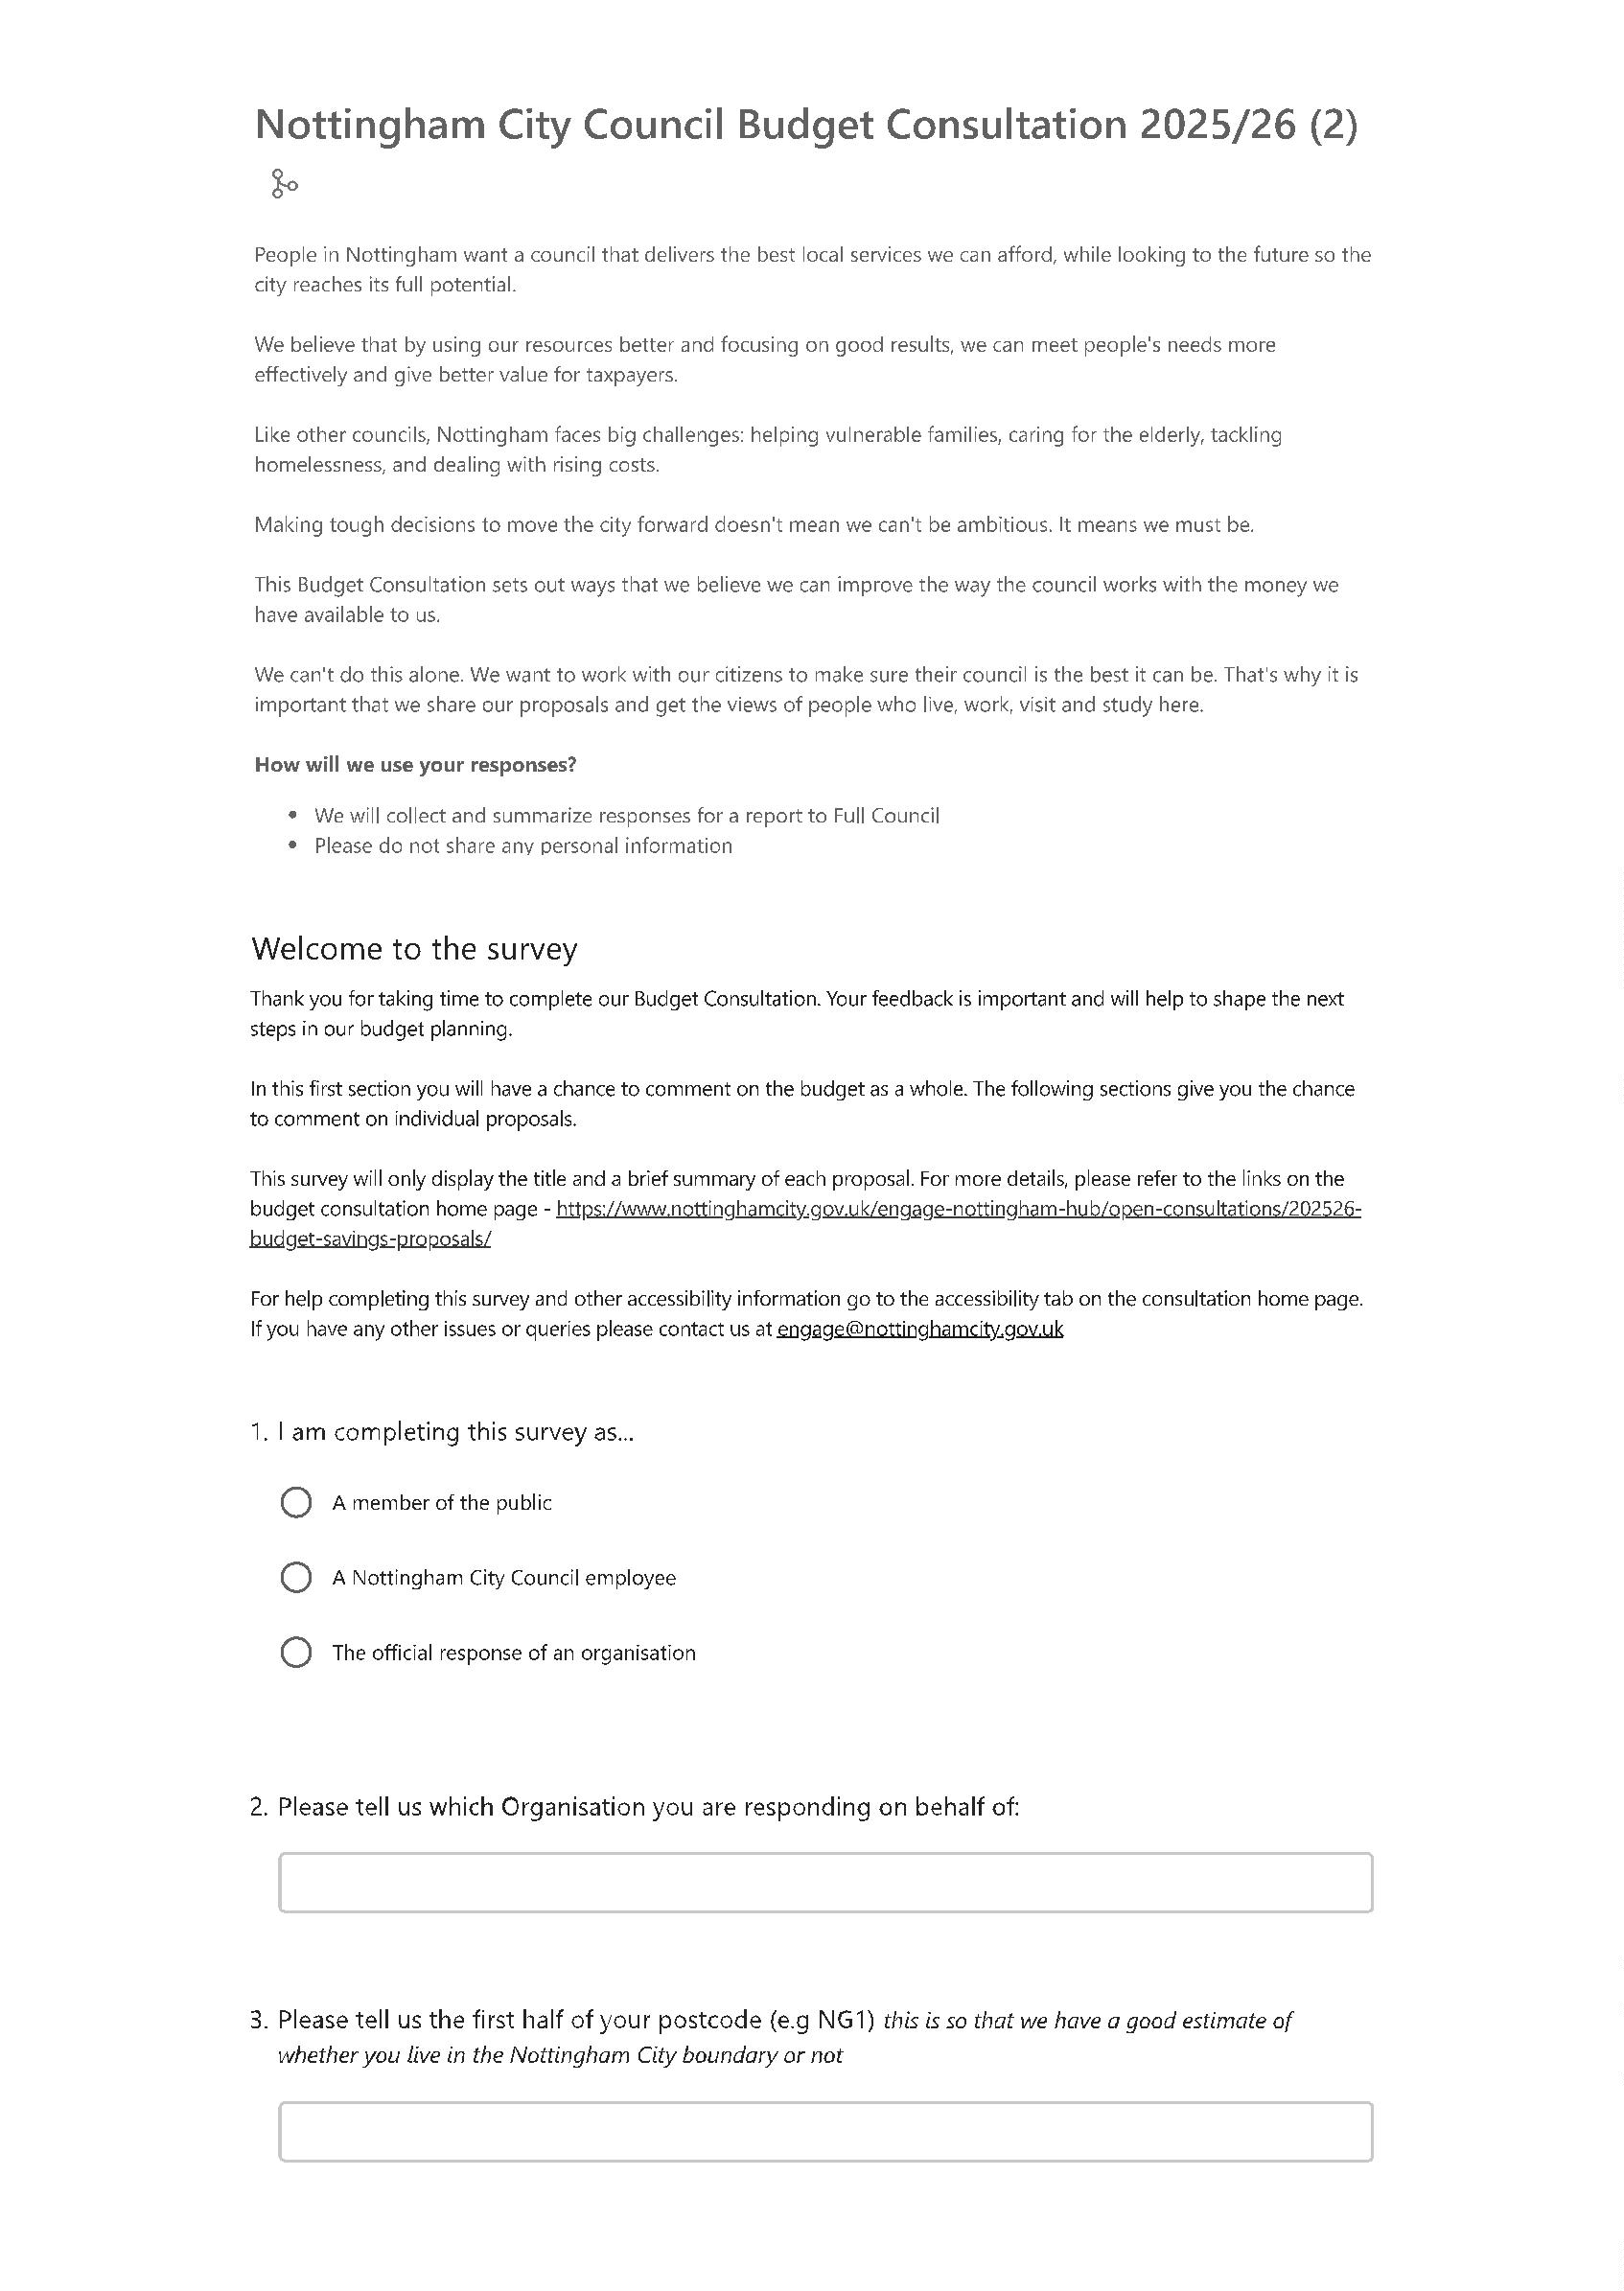 Nottingham City Council Budget Consultation 2025/26 (2)
People in Nottingham want a council that delivers the best local services we can afford, while looking to the future so the
city reaches its full potential.
We believe that by using our resources better and focusing on good results, we can meet people's needs more
effectively and give better value for taxpayers.
Like other councils, Nottingham faces big challenges: helping vulnerable families, caring for the elderly, tackling
homelessness, and dealing with rising costs.
Making tough decisions to move the city forward doesn't mean we can't be ambitious. It means we must be.
This Budget Consultation sets out ways that we believe we can improve the way the council works with the money we
have available to us.
We can't do this alone. We want to work with our citizens to make sure their council is the best it can be. That's why it is
important that we share our proposals and get the views of people who live, work, visit and study here.
How will we use your responses?
• We will collect and summarize responses for a report to Full Council
• Please do not share any personal information
Welcome to the survey
Thank you for taking time to complete our Budget Consultation. Your feedback is important and will help to shape the next
steps in our budget planning.
In this first section you will have a chance to comment on the budget as a whole. The following sections give you the chance
to comment on individual proposals.
This survey will only display the title and a brief summary of each proposal. For more details, please refer to the links on the
budget consultation home page - https://www.nottinghamcity.gov.uk/engage-nottingham-hub/open-consultations/202526-
budget-savings-proposals/
For help completing this survey and other accessibility information go to the accessibility tab on the consultation home page.
If you have any other issues or queries please contact us at engage@nottinghamcity.gov.uk
1. I am completing this survey as...
A member of the public
A Nottingham City Council employee
The official response of an organisation
2. Please tell us which Organisation you are responding on behalf of:
3. Please tell us the first half of your postcode (e.g NG1) this is so that we have a good estimate of
whether you live in the Nottingham City boundary or not